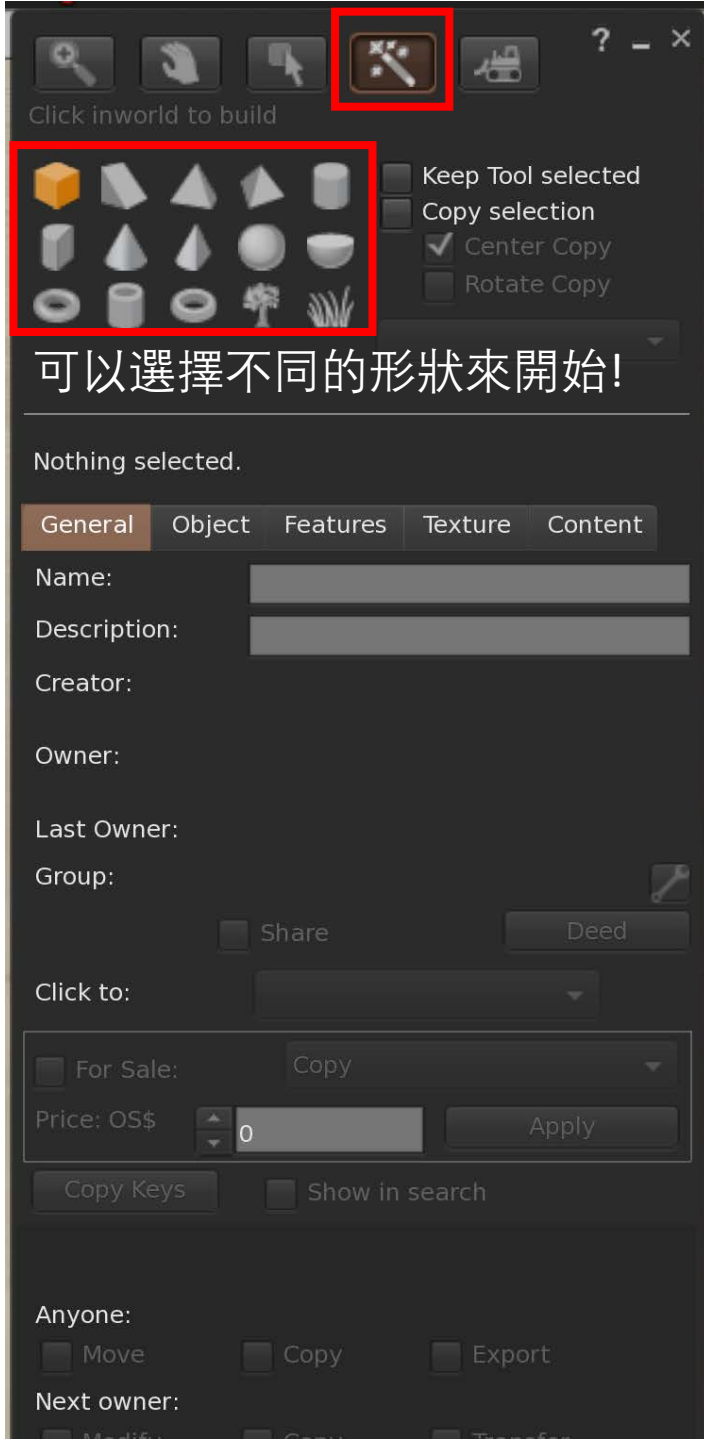 ? _ ×
Click inworld to build
Keep Tool selected
Copy selection
Center Copy
Rotate Copy
可以選擇不同的形狀來開始!
Nothing selected.
General Object Features Texture Content
Name:
Description:
Creator:
Owner:
Last Owner:
Group:
Share Deed
Click to:
For Sale: Copy
Price: OS$ 0 Apply
Copy Keys Show in search
Anyone:
Move Copy Export
Next owner:
Modify Copy Transfer